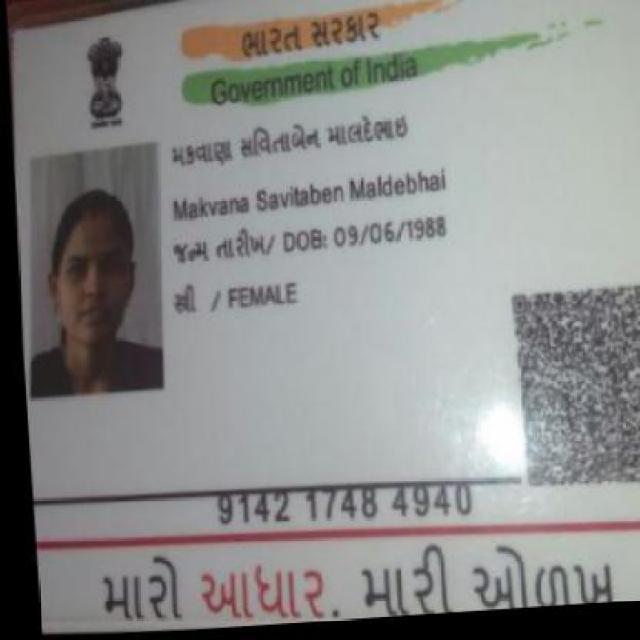 ભારત સરકાર
Government of India
મકવાણા સવિતાબેન માલદેભાઇ
Makvana Savitaben Maldebhai
જન્મ તારીખ/ DOB: 09/06/1988
સ્ત્રી / FEMALE
9142 1748 4940
મારો આધાર. મારી ઓળખ